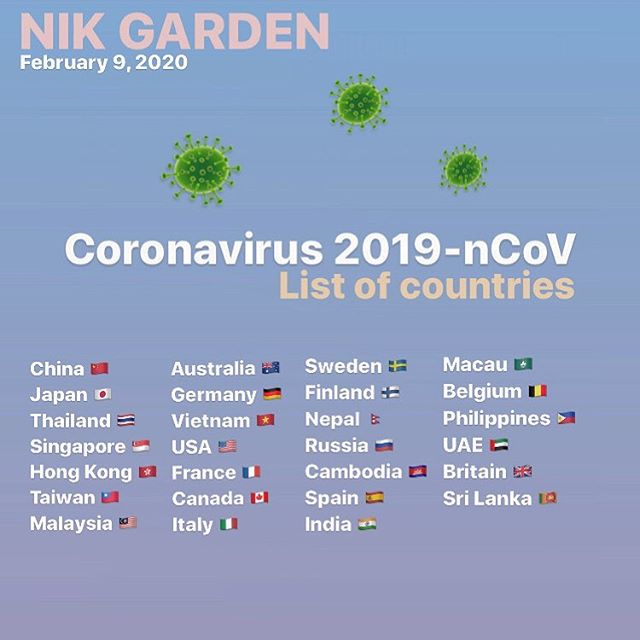 NIK GARDEN
February 9, 2020
Coronavirus 2019-nCoV
List of countries
China 🇨🇳
Japan 🇯🇵
Thailand 🇹🇭
Singapore 🇸🇬
Hong Kong 🇭🇰
Taiwan 🇹🇼
Malaysia 🇲🇾
Australia 🇦🇺
Germany 🇩🇪
Vietnam 🇻🇳
USA 🇺🇸
France 🇫🇷
Canada 🇨🇦
Italy 🇮🇹
Sweden 🇸🇪
Finland 🇫🇮
Nepal 🇳🇵
Russia 🇷🇺
Cambodia 🇰🇭
Spain 🇪🇸
India 🇮🇳
Macau 🇲🇴
Belgium 🇧🇪
Philippines 🇵🇭
UAE 🇦🇪
Britain 🇬🇧
Sri Lanka 🇱🇰